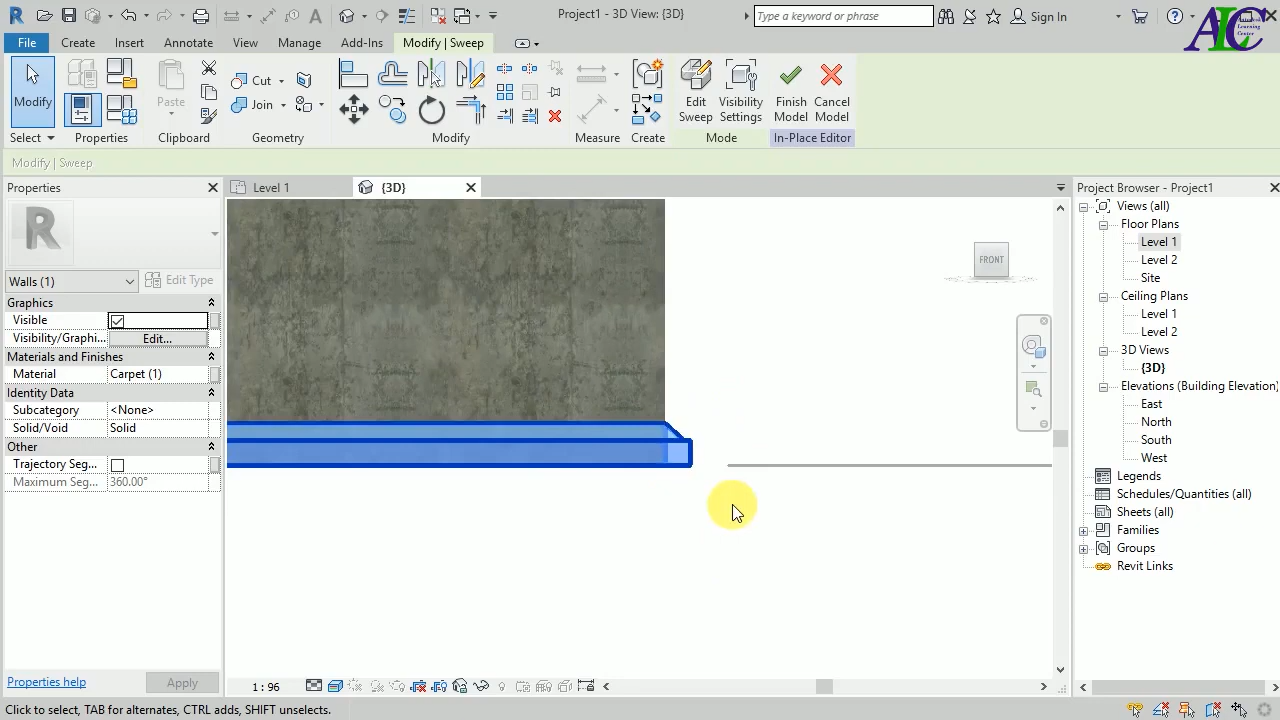 Project1 - 3D View: {3D}
Type a keyword or phrase
Sign In
ALC
Learning
Center
File
Create
Insert
Annotate
View
Manage
Add-Ins
Modify | Sweep
Modify
Paste
Cut
Join
Edit
Sweep
Visibility
Settings
Finish
Model
Cancel
Model
Select
Properties
Clipboard
Geometry
Modify
Measure
Create
Mode
In-Place Editor
Modify | Sweep
Properties
Level 1
{3D}
Project Browser - Project1
R
Walls (1)
Edit Type
Graphics
Visible
Visibility/Graphi...
Edit...
Materials and Finishes
Material
Carpet (1)
Identity Data
Subcategory
<None>
Solid/Void
Solid
Other
Trajectory Seg...
Maximum Seg...
360.00°
Properties help
Apply
FRONT
Views (all)
Floor Plans
Level 1
Level 2
Site
Ceiling Plans
Level 1
Level 2
3D Views
{3D}
Elevations (Building Elevation)
East
North
South
West
Legends
Schedules/Quantities (all)
Sheets (all)
Families
Groups
Revit Links
1 : 96
Click to select, TAB for alternates, CTRL adds, SHIFT unselects.